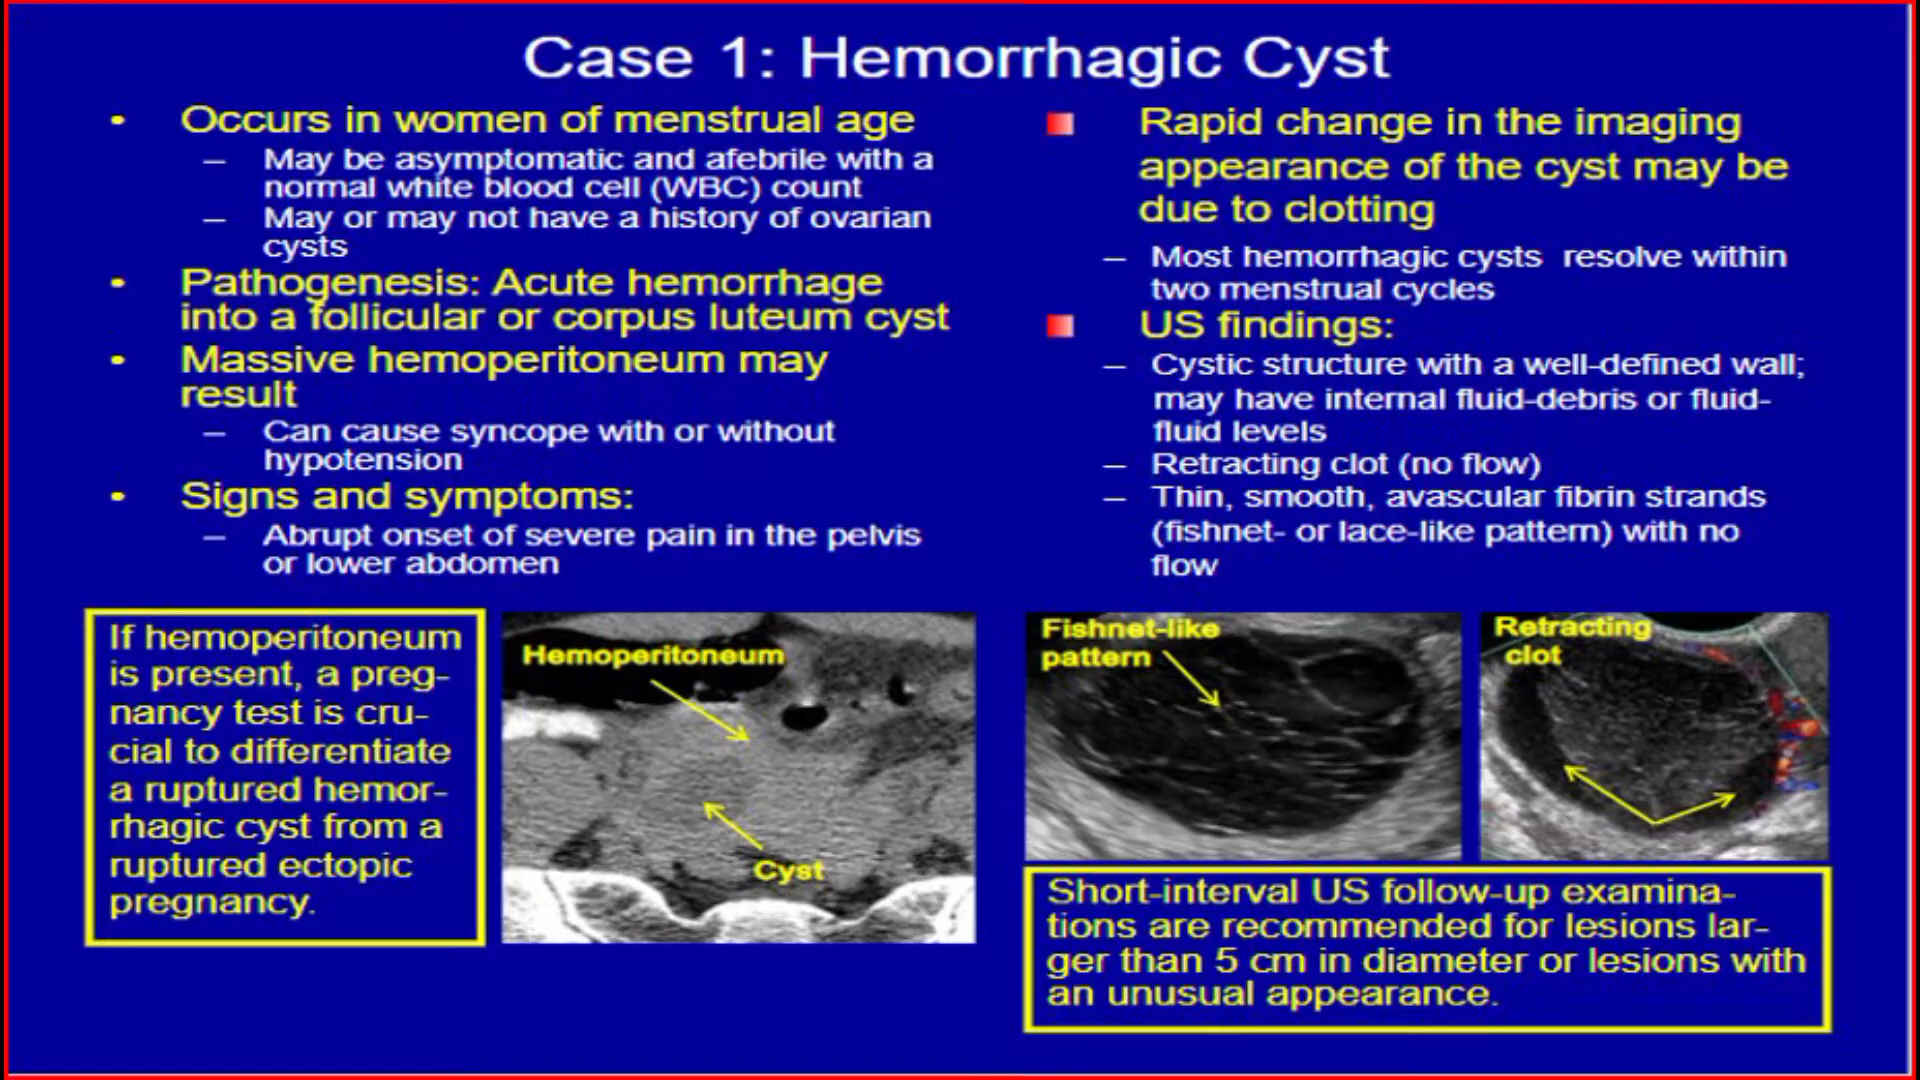 Case 1: Hemorrhagic Cyst
• Occurs in women of menstrual age
– May be asymptomatic and afebrile with a
normal white blood cell (WBC) count
– May or may not have a history of ovarian
cysts
• Pathogenesis: Acute hemorrhage
into a follicular or corpus luteum cyst
• Massive hemoperitoneum may
result
– Can cause syncope with or without
hypotension
• Signs and symptoms:
– Abrupt onset of severe pain in the pelvis
or lower abdomen
If hemoperitoneum
is present, a preg-
nancy test is cru-
cial to differentiate
a ruptured hemor-
rhagic cyst from a
ruptured ectopic
pregnancy.
Hemoperitoneum
Cyst
Rapid change in the imaging
appearance of the cyst may be
due to clotting
– Most hemorrhagic cysts resolve within
two menstrual cycles
US findings:
– Cystic structure with a well-defined wall;
may have internal fluid-debris or fluid-
fluid levels
– Retracting clot (no flow)
– Thin, smooth, avascular fibrin strands
(fishnet- or lace-like pattern) with no
flow
Fishnet-like
pattern
Retracting
clot
Short-interval US follow-up examina-
tions are recommended for lesions lar-
ger than 5 cm in diameter or lesions with
an unusual appearance.